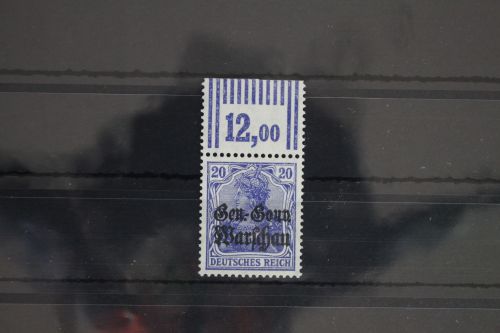 12,00
20 20
Gen.-Gouv.
Warschau
DEUTSCHES REICH